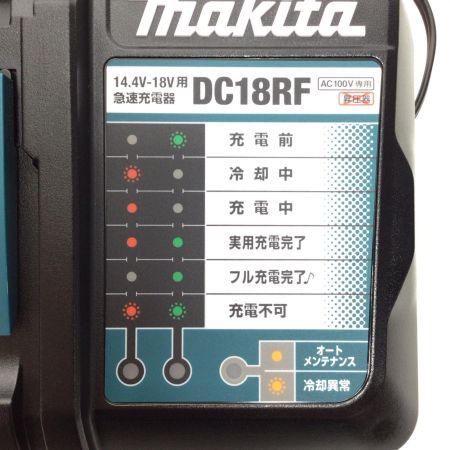 makita
14.4V-18V用
急速充電器
DC18RF
AC100V専用
昇圧器
充電前
冷却中
充電中
実用充電完了
フル充電完了♪
充電不可
オート
メンテナンス
冷却異常